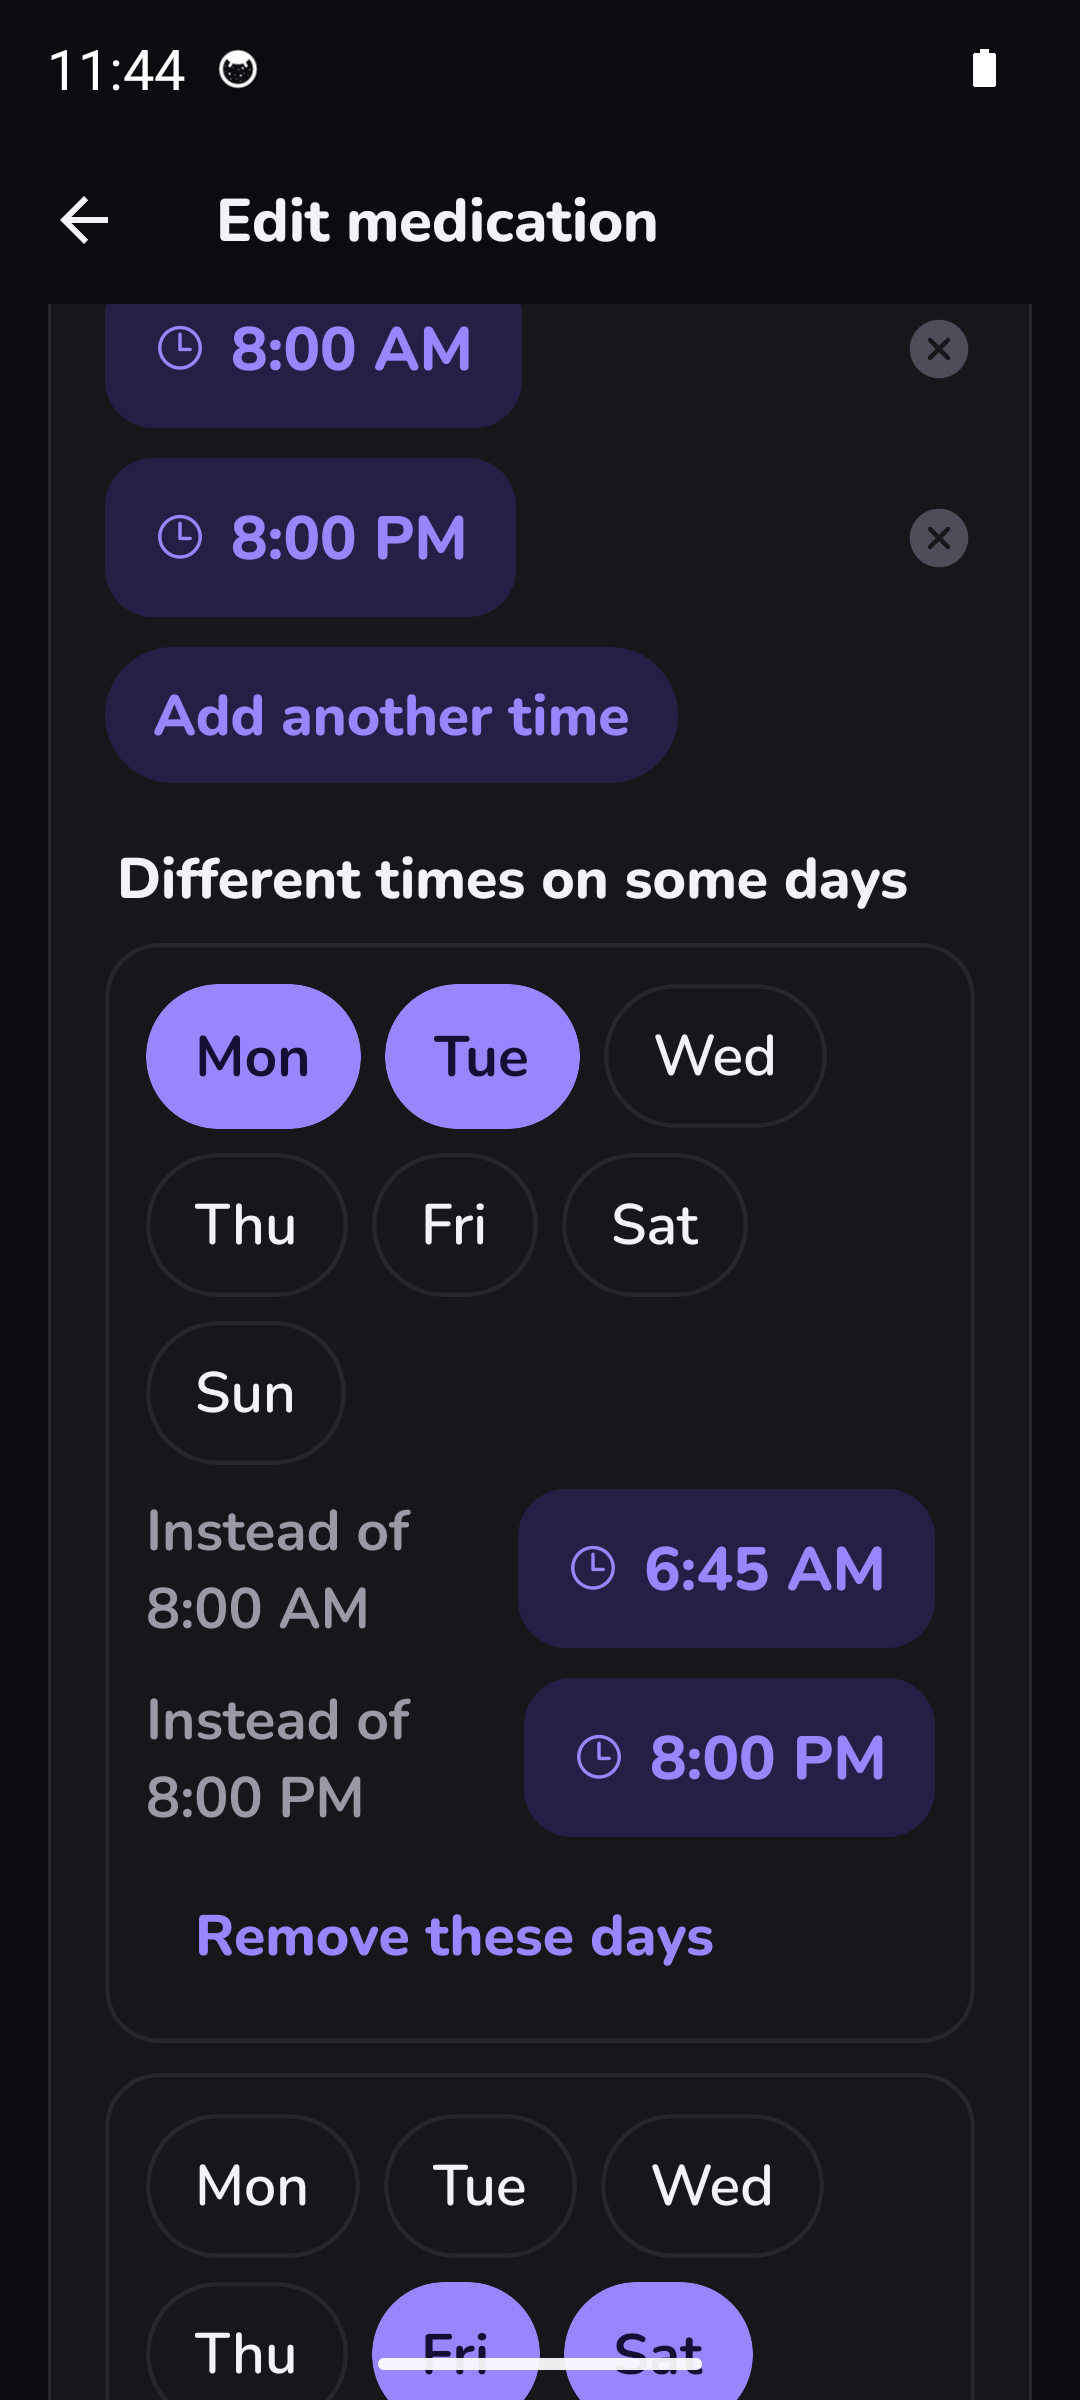 11:44
Edit medication
8:00 AM
8:00 PM
Add another time
Different times on some days
Mon Tue Wed
Thu Fri Sat
Sun
Instead of
8:00 AM
6:45 AM
Instead of
8:00 PM
8:00 PM
Remove these days
Mon Tue Wed
Thu Fri Sat